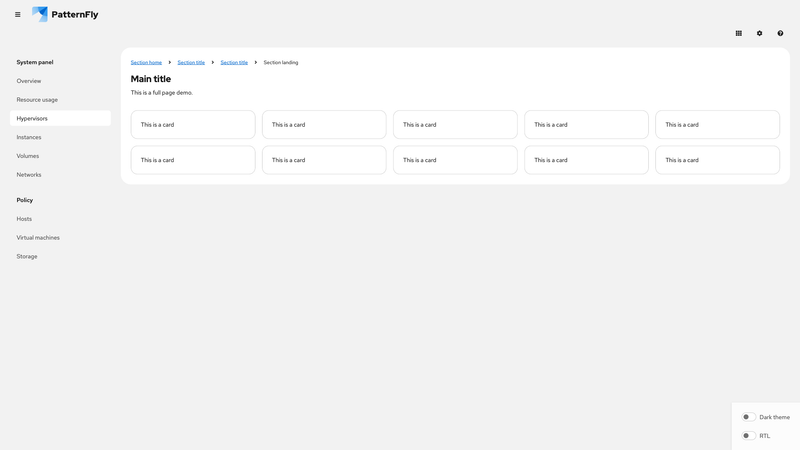 PatternFly
System panel
Overview
Resource usage
Hypervisors
Instances
Volumes
Networks
Policy
Hosts
Virtual machines
Storage
Section home Section title Section title Section landing
Main title
This is a full page demo.
This is a card This is a card This is a card This is a card This is a card
This is a card This is a card This is a card This is a card This is a card
Dark theme
RTL